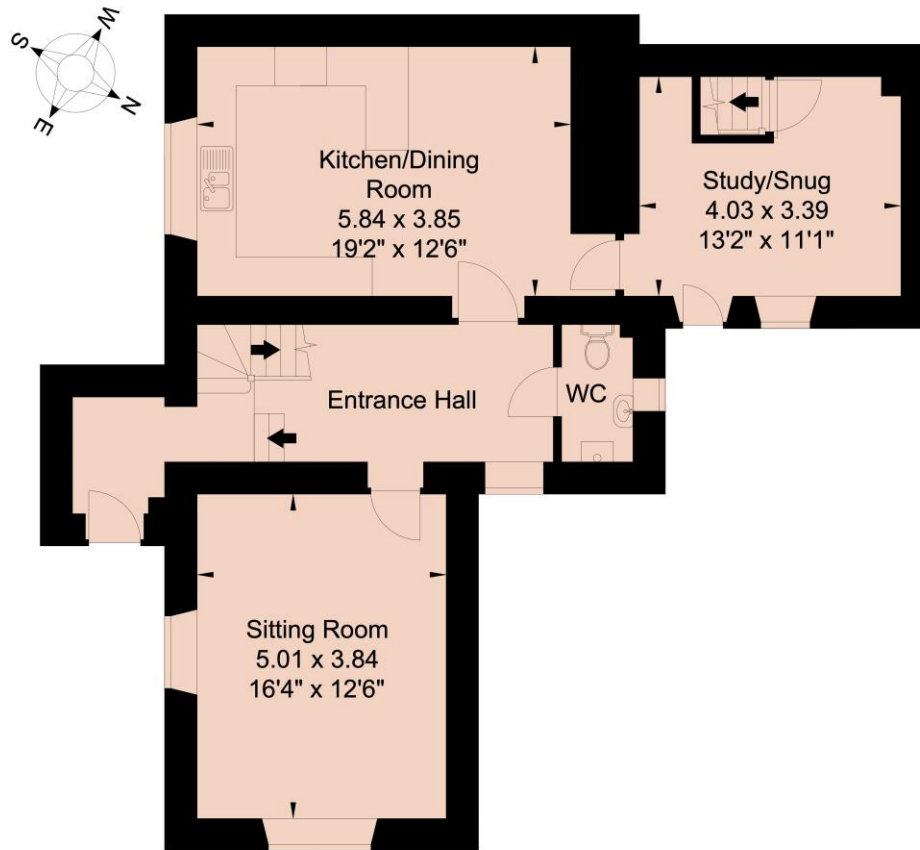 W
S
N
E
Kitchen/Dining
Room
5.84 x 3.85
19'2" x 12'6"
Study/Snug
4.03 x 3.39
13'2" x 11'1"
Entrance Hall
WC
Sitting Room
5.01 x 3.84
16'4" x 12'6"